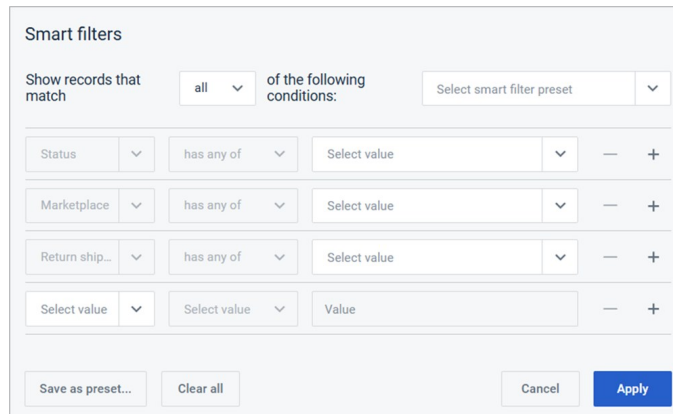 Smart filters
Show records that
match
all
of the following
conditions:
Select smart filter preset
Status has any of Select value
Marketplace has any of Select value
Return ship... has any of Select value
Select value Select value Value
Save as preset... Clear all Cancel Apply